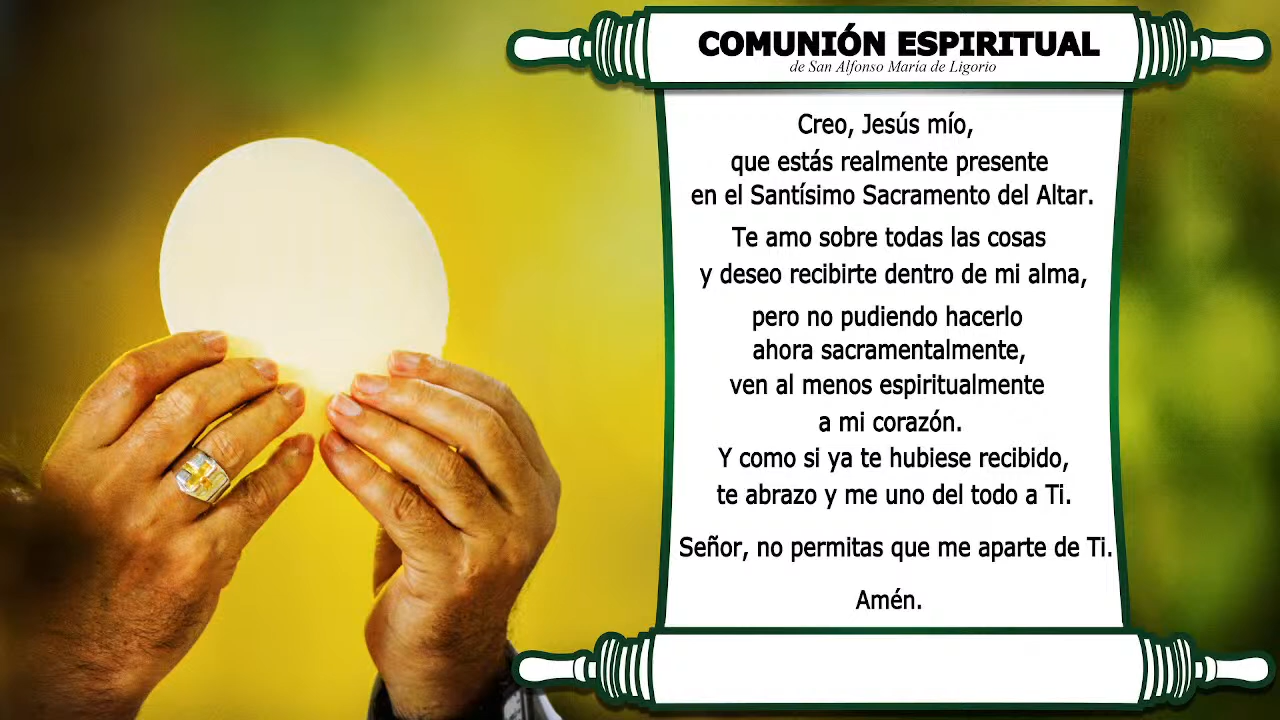 COMUNIÓN ESPIRITUAL
de San Alfonso María de Ligorio
Creo, Jesús mío,
que estás realmente presente
en el Santísimo Sacramento del Altar.
Te amo sobre todas las cosas
y deseo recibirte dentro de mi alma,
pero no pudiendo hacerlo
ahora sacramentalmente,
ven al menos espiritualmente
a mi corazón.
Y como si ya te hubiese recibido,
te abrazo y me uno del todo a Ti.
Señor, no permitas que me aparte de Ti.
Amén.